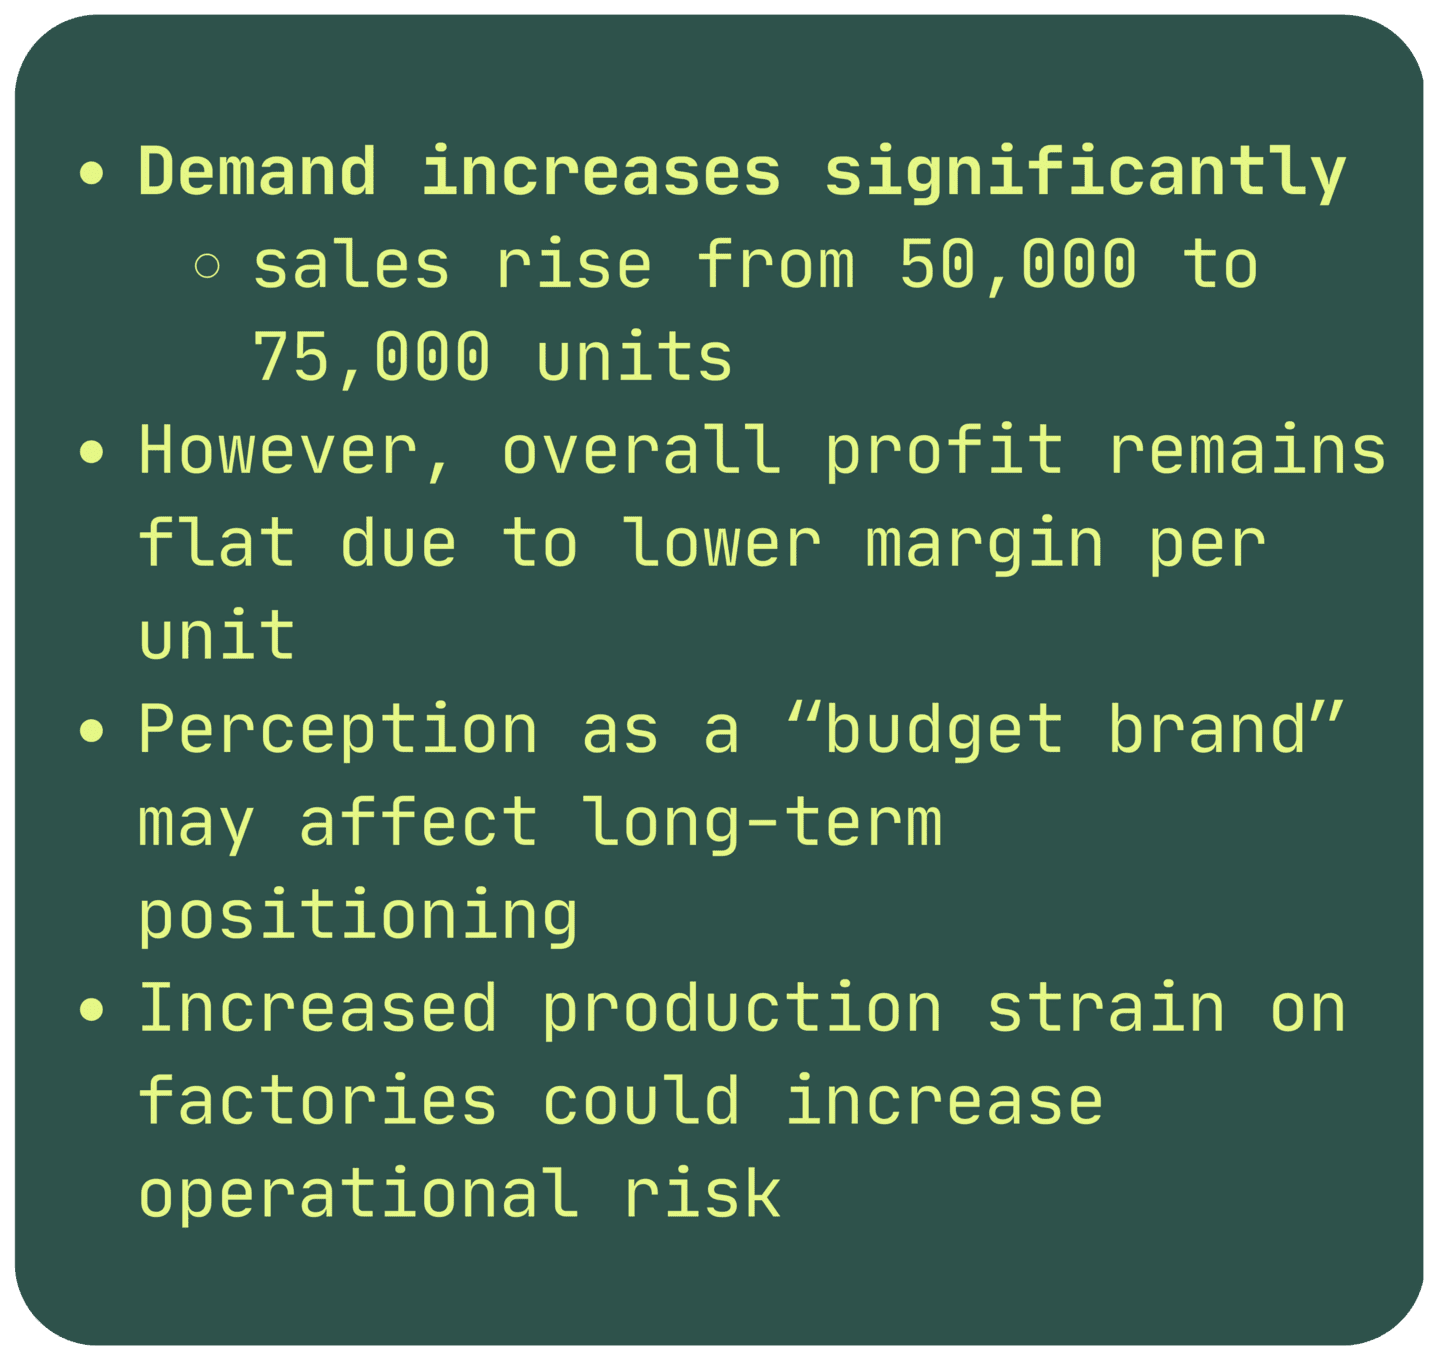 • Demand increases significantly
○ sales rise from 50,000 to
75,000 units
• However, overall profit remains
flat due to lower margin per
unit
• Perception as a “budget brand”
may affect long-term
positioning
• Increased production strain on
factories could increase
operational risk